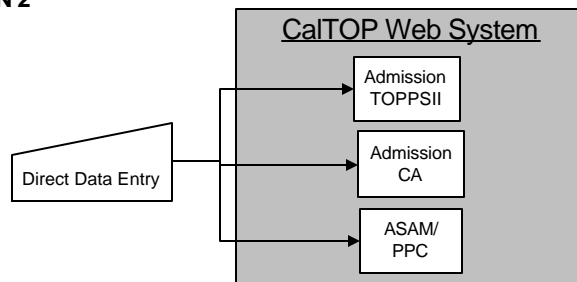 N 2
CalTOP Web System
Admission
TOPPSII
Direct Data Entry
Admission
CA
ASAM/
PPC